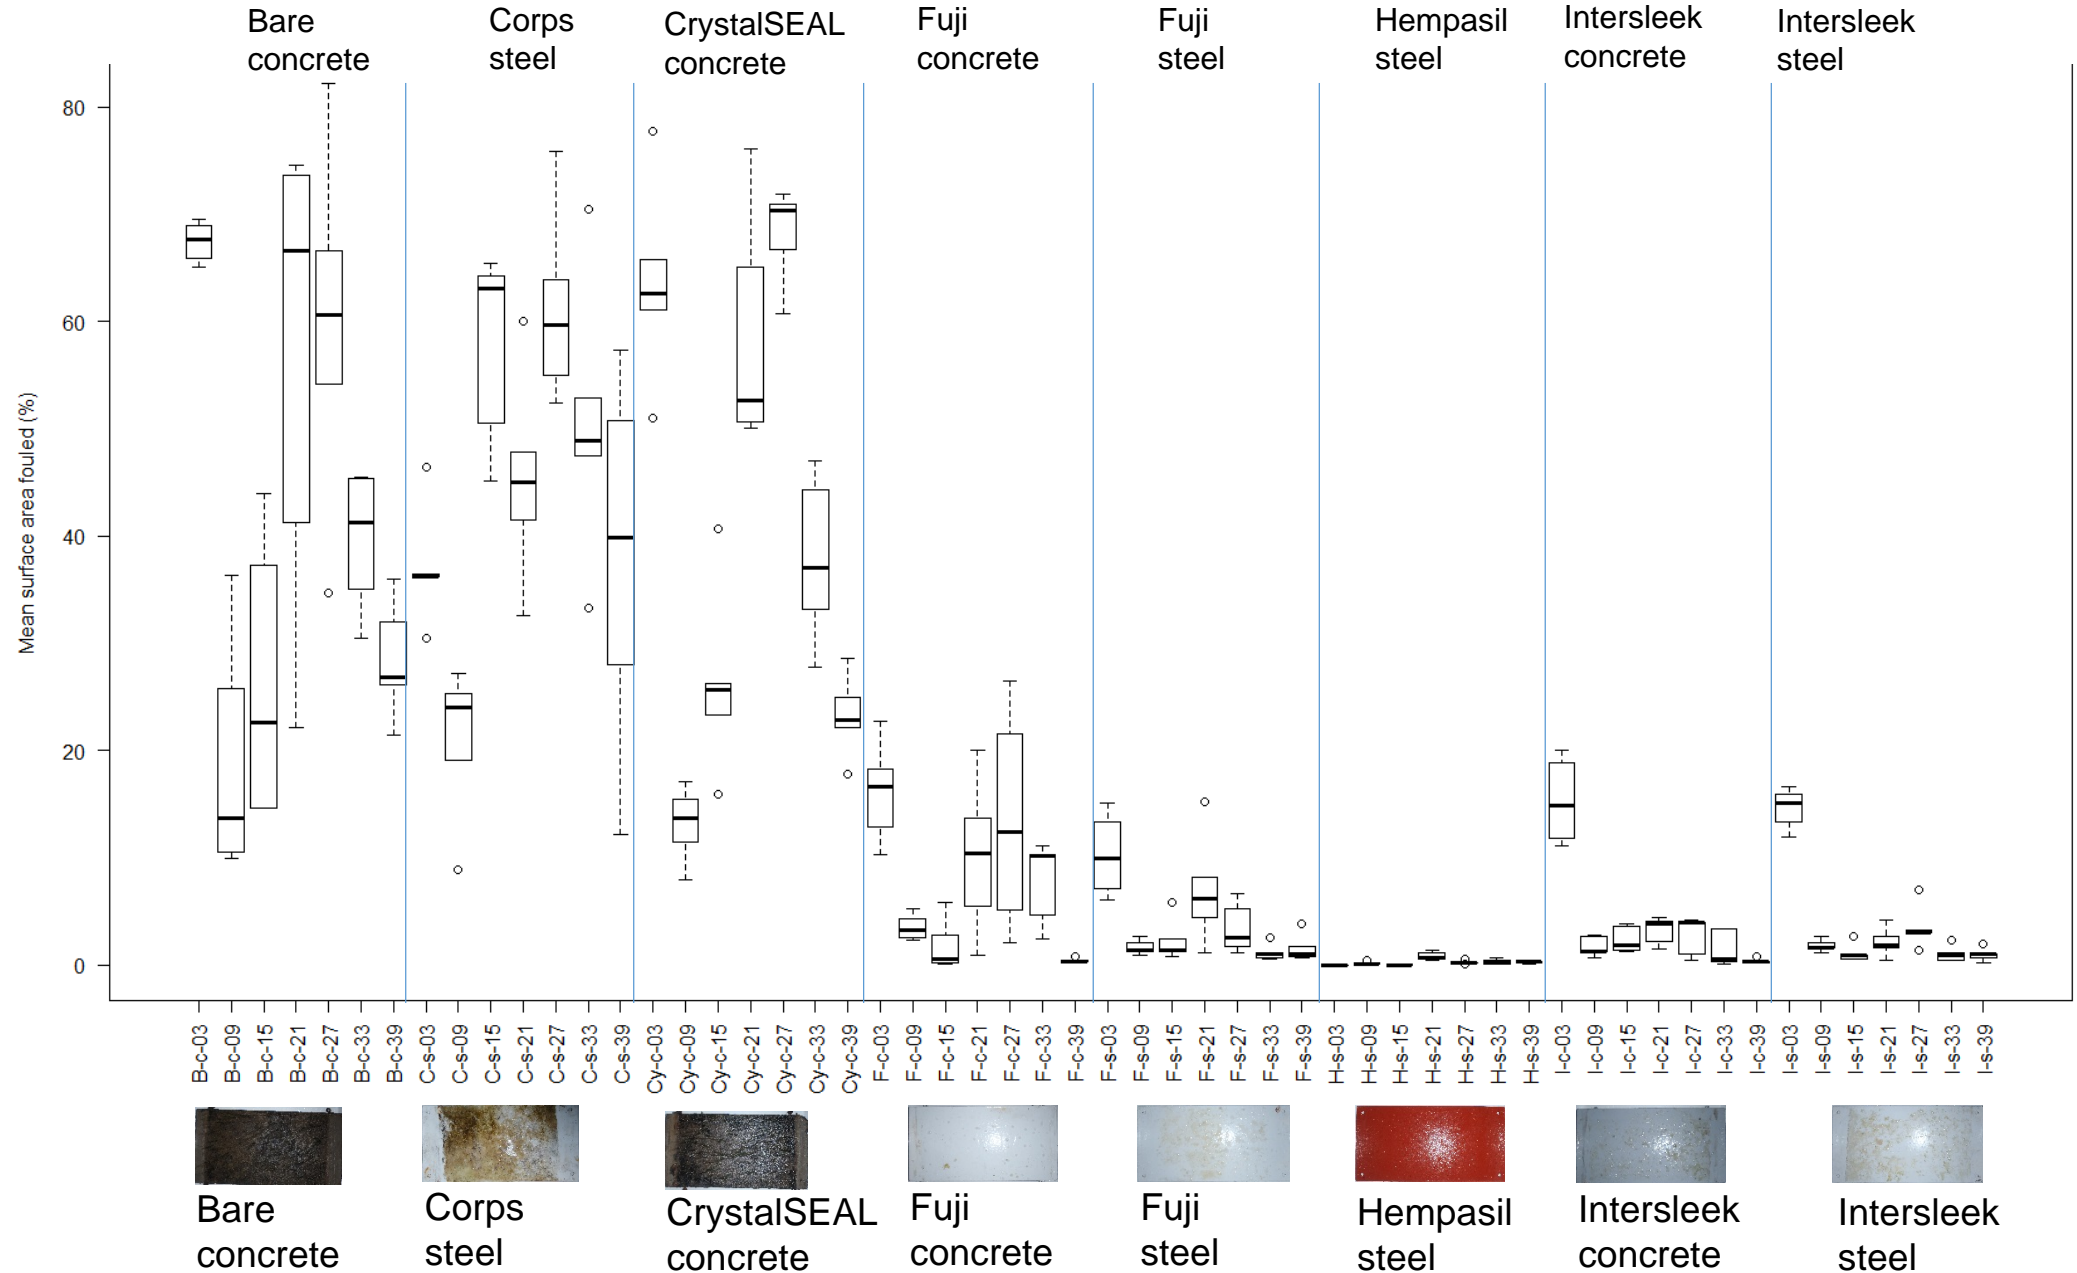 Bare
concrete
Corps
steel
CrystalSEAL
concrete
Fuji
concrete
Fuji
steel
Hempasil
steel
Intersleek
concrete
Intersleek
steel
Mean surface area fouled (%)
80
60
40
20
0
B-c-03
B-c-09
B-c-15
B-c-21
B-c-27
B-c-33
B-c-39
C-s-03
C-s-09
C-s-15
C-s-21
C-s-27
C-s-33
C-s-39
Cy-c-03
Cy-c-09
Cy-c-15
Cy-c-21
Cy-c-27
Cy-c-33
Cy-c-39
F-c-03
F-c-09
F-c-15
F-c-21
F-c-27
F-c-33
F-c-39
F-s-03
F-s-09
F-s-15
F-s-21
F-s-27
F-s-33
F-s-39
H-s-03
H-s-09
H-s-15
H-s-21
H-s-27
H-s-33
H-s-39
I-c-03
I-c-09
I-c-15
I-c-21
I-c-27
I-c-33
I-c-39
I-s-03
I-s-09
I-s-15
I-s-21
I-s-27
I-s-33
I-s-39
Bare
concrete
Corps
steel
CrystalSEAL
concrete
Fuji
concrete
Fuji
steel
Hempasil
steel
Intersleek
concrete
Intersleek
steel